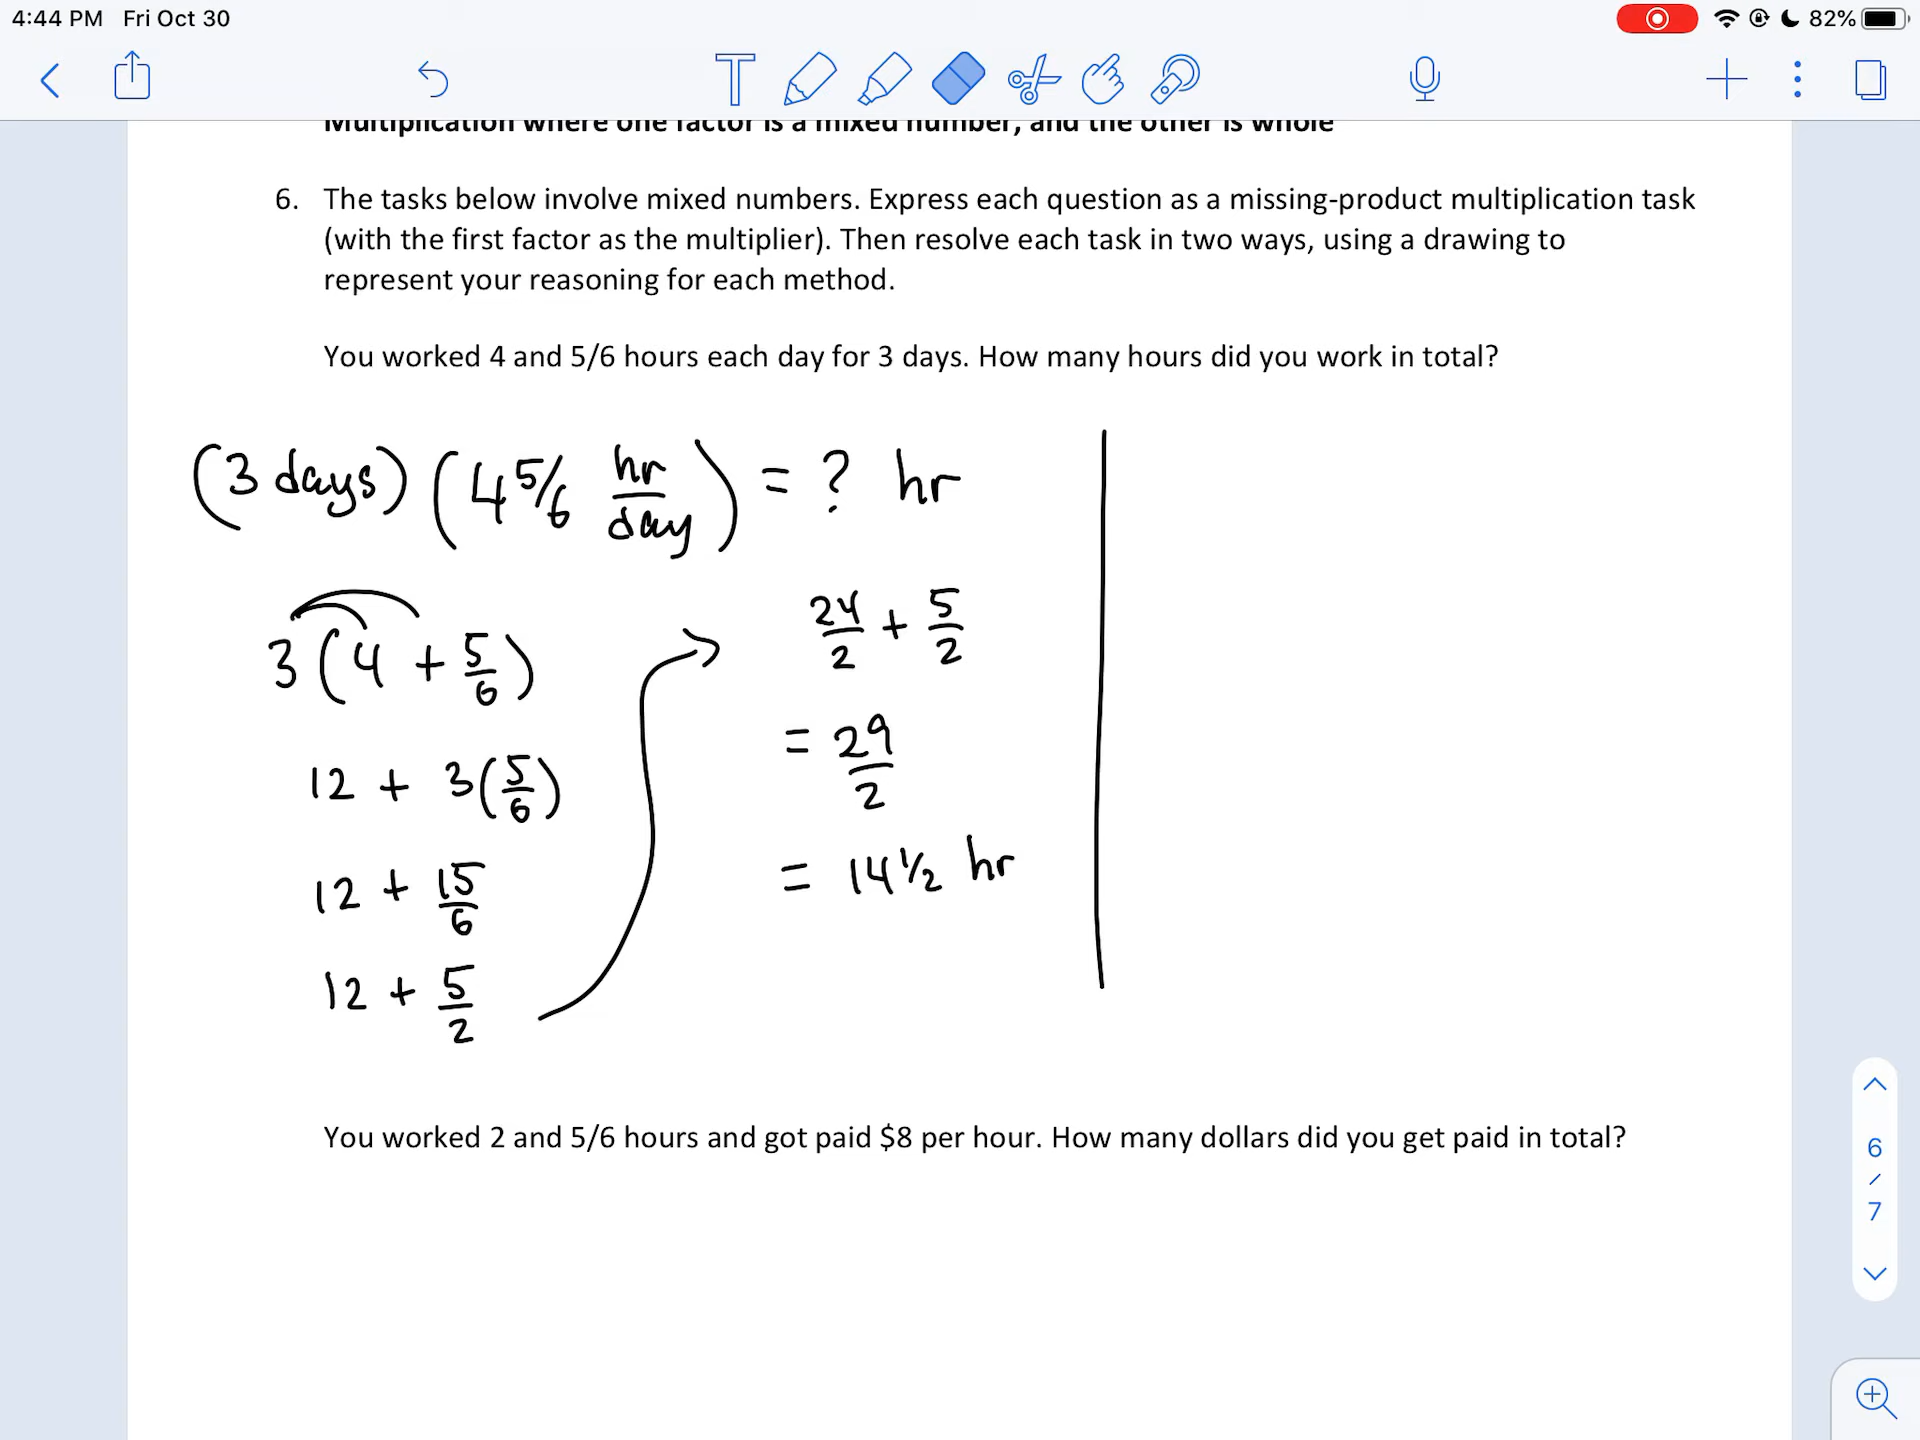 4:44 PM Fri Oct 30
82%
T
Multiplication where one factor is a mixed number, and the other is whole
6. The tasks below involve mixed numbers. Express each question as a missing-product multiplication task
(with the first factor as the multiplier). Then resolve each task in two ways, using a drawing to
represent your reasoning for each method.
You worked 4 and 5/6 hours each day for 3 days. How many hours did you work in total?
(3 days) (4 5/6 hr/day) = ? hr
3 (4 + 5/6)
12 + 3(5/6)
12 + 15/6
12 + 5/2
24/2 + 5/2
= 29/2
= 14 1/2 hr
You worked 2 and 5/6 hours and got paid $8 per hour. How many dollars did you get paid in total?
6
/
7